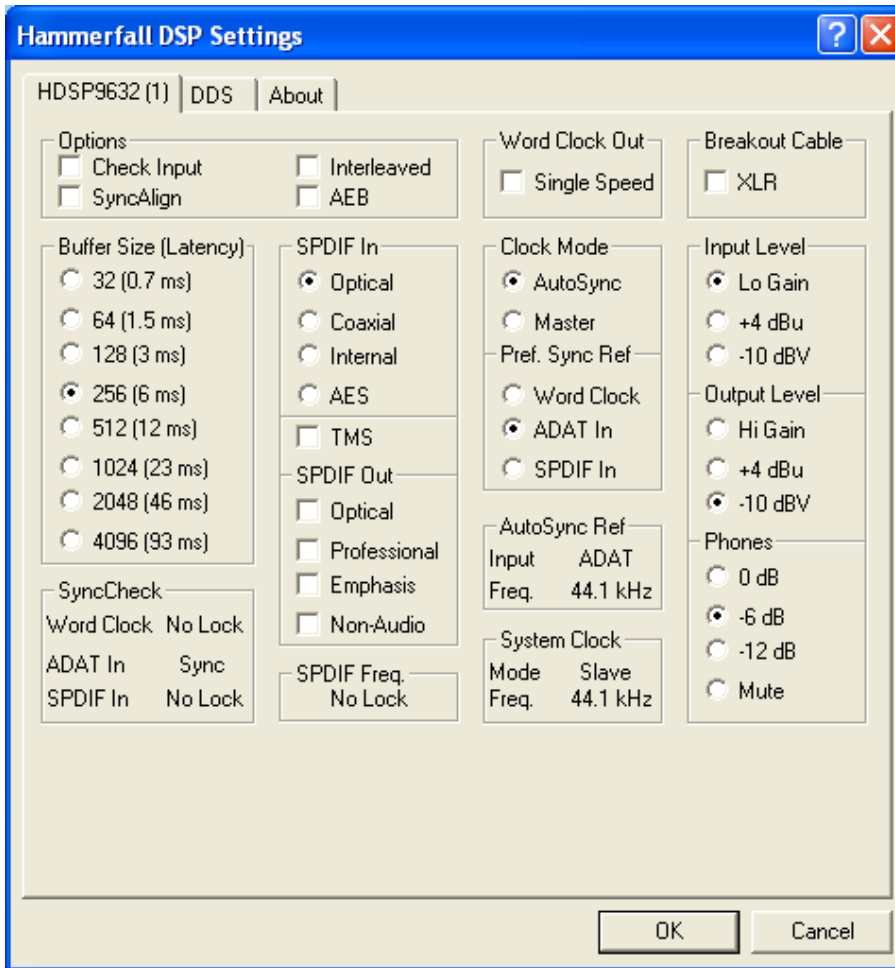 Hammerfall DSP Settings
HDSP9632 (1)
DDS
About
Options
Check Input
Interleaved
SyncAlign
AEB
Word Clock Out
Single Speed
Breakout Cable
XLR
Buffer Size (Latency)
32 (0.7 ms)
64 (1.5 ms)
128 (3 ms)
256 (6 ms)
512 (12 ms)
1024 (23 ms)
2048 (46 ms)
4096 (93 ms)
SyncCheck
Word Clock No Lock
ADAT In Sync
SPDIF In No Lock
SPDIF In
Optical
Coaxial
Internal
AES
TMS
SPDIF Out
Optical
Professional
Emphasis
Non-Audio
SPDIF Freq.
No Lock
Clock Mode
AutoSync
Master
Pref. Sync Ref
Word Clock
ADAT In
SPDIF In
AutoSync Ref
Input ADAT
Freq. 44.1 kHz
System Clock
Mode Slave
Freq. 44.1 kHz
Input Level
Lo Gain
+4 dBu
-10 dBV
Output Level
Hi Gain
+4 dBu
-10 dBV
Phones
0 dB
-6 dB
-12 dB
Mute
OK
Cancel